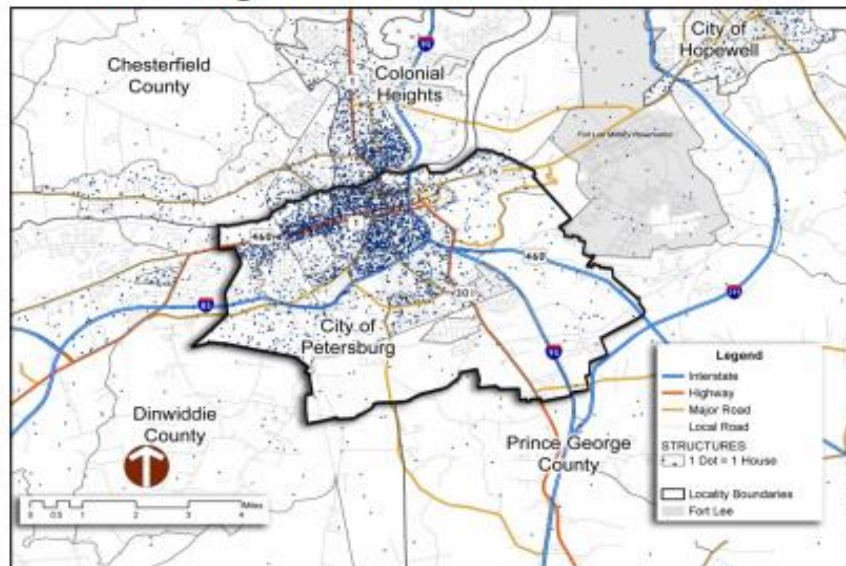 City of
Hopewell
95
Chesterfield
County
Colonial
Heights
Fort Lee Military Reservation
460
460
85
301
295
City of
Petersburg
95
Legend
Interstate
Highway
Major Road
Local Road
STRUCTURES
1 Dot = 1 House
Locality Boundaries
Fort Lee
Dinwiddie
County
Prince George
County
Miles
0 0.5 1 2 3 4